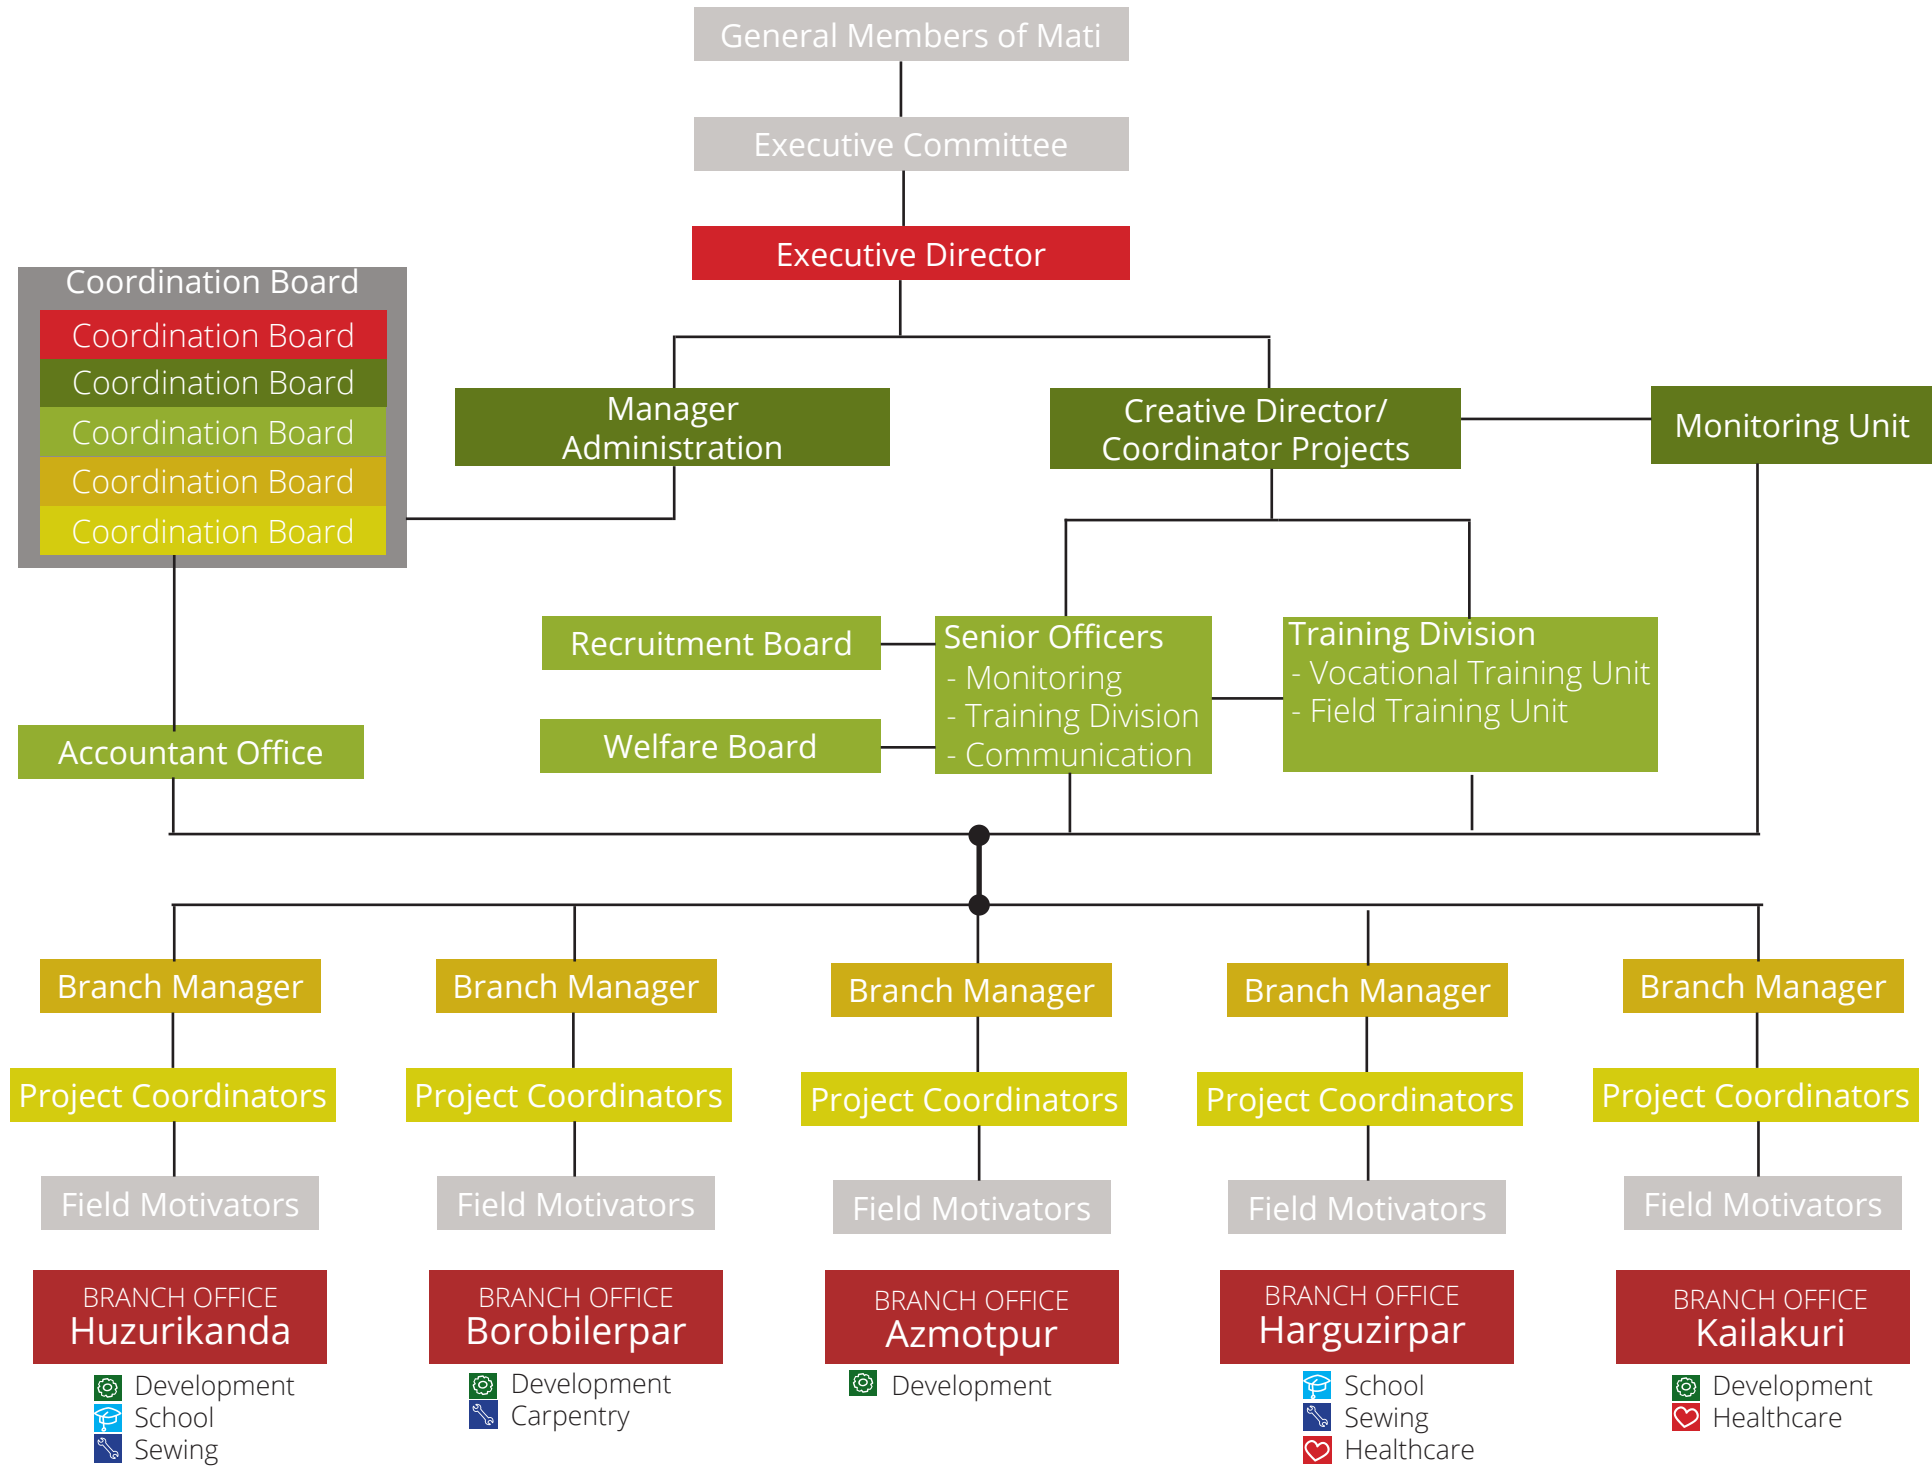 General Members of Mati
Executive Committee
Executive Director
Coordination Board
Coordination Board
Coordination Board
Coordination Board
Coordination Board
Coordination Board
Manager
Administration
Creative Director/
Coordinator Projects
Monitoring Unit
Recruitment Board
Welfare Board
Senior Officers
- Monitoring
- Training Division
- Communication
Training Division
- Vocational Training Unit
- Field Training Unit
Accountant Office
Branch Manager
Branch Manager
Branch Manager
Branch Manager
Branch Manager
Project Coordinators
Project Coordinators
Project Coordinators
Project Coordinators
Project Coordinators
Field Motivators
Field Motivators
Field Motivators
Field Motivators
Field Motivators
BRANCH OFFICE
Huzurikanda
Development
School
Sewing
BRANCH OFFICE
Borobilerpar
Development
Carpentry
BRANCH OFFICE
Azmotpur
Development
BRANCH OFFICE
Harguzirpar
School
Sewing
Healthcare
BRANCH OFFICE
Kailakuri
Development
Healthcare